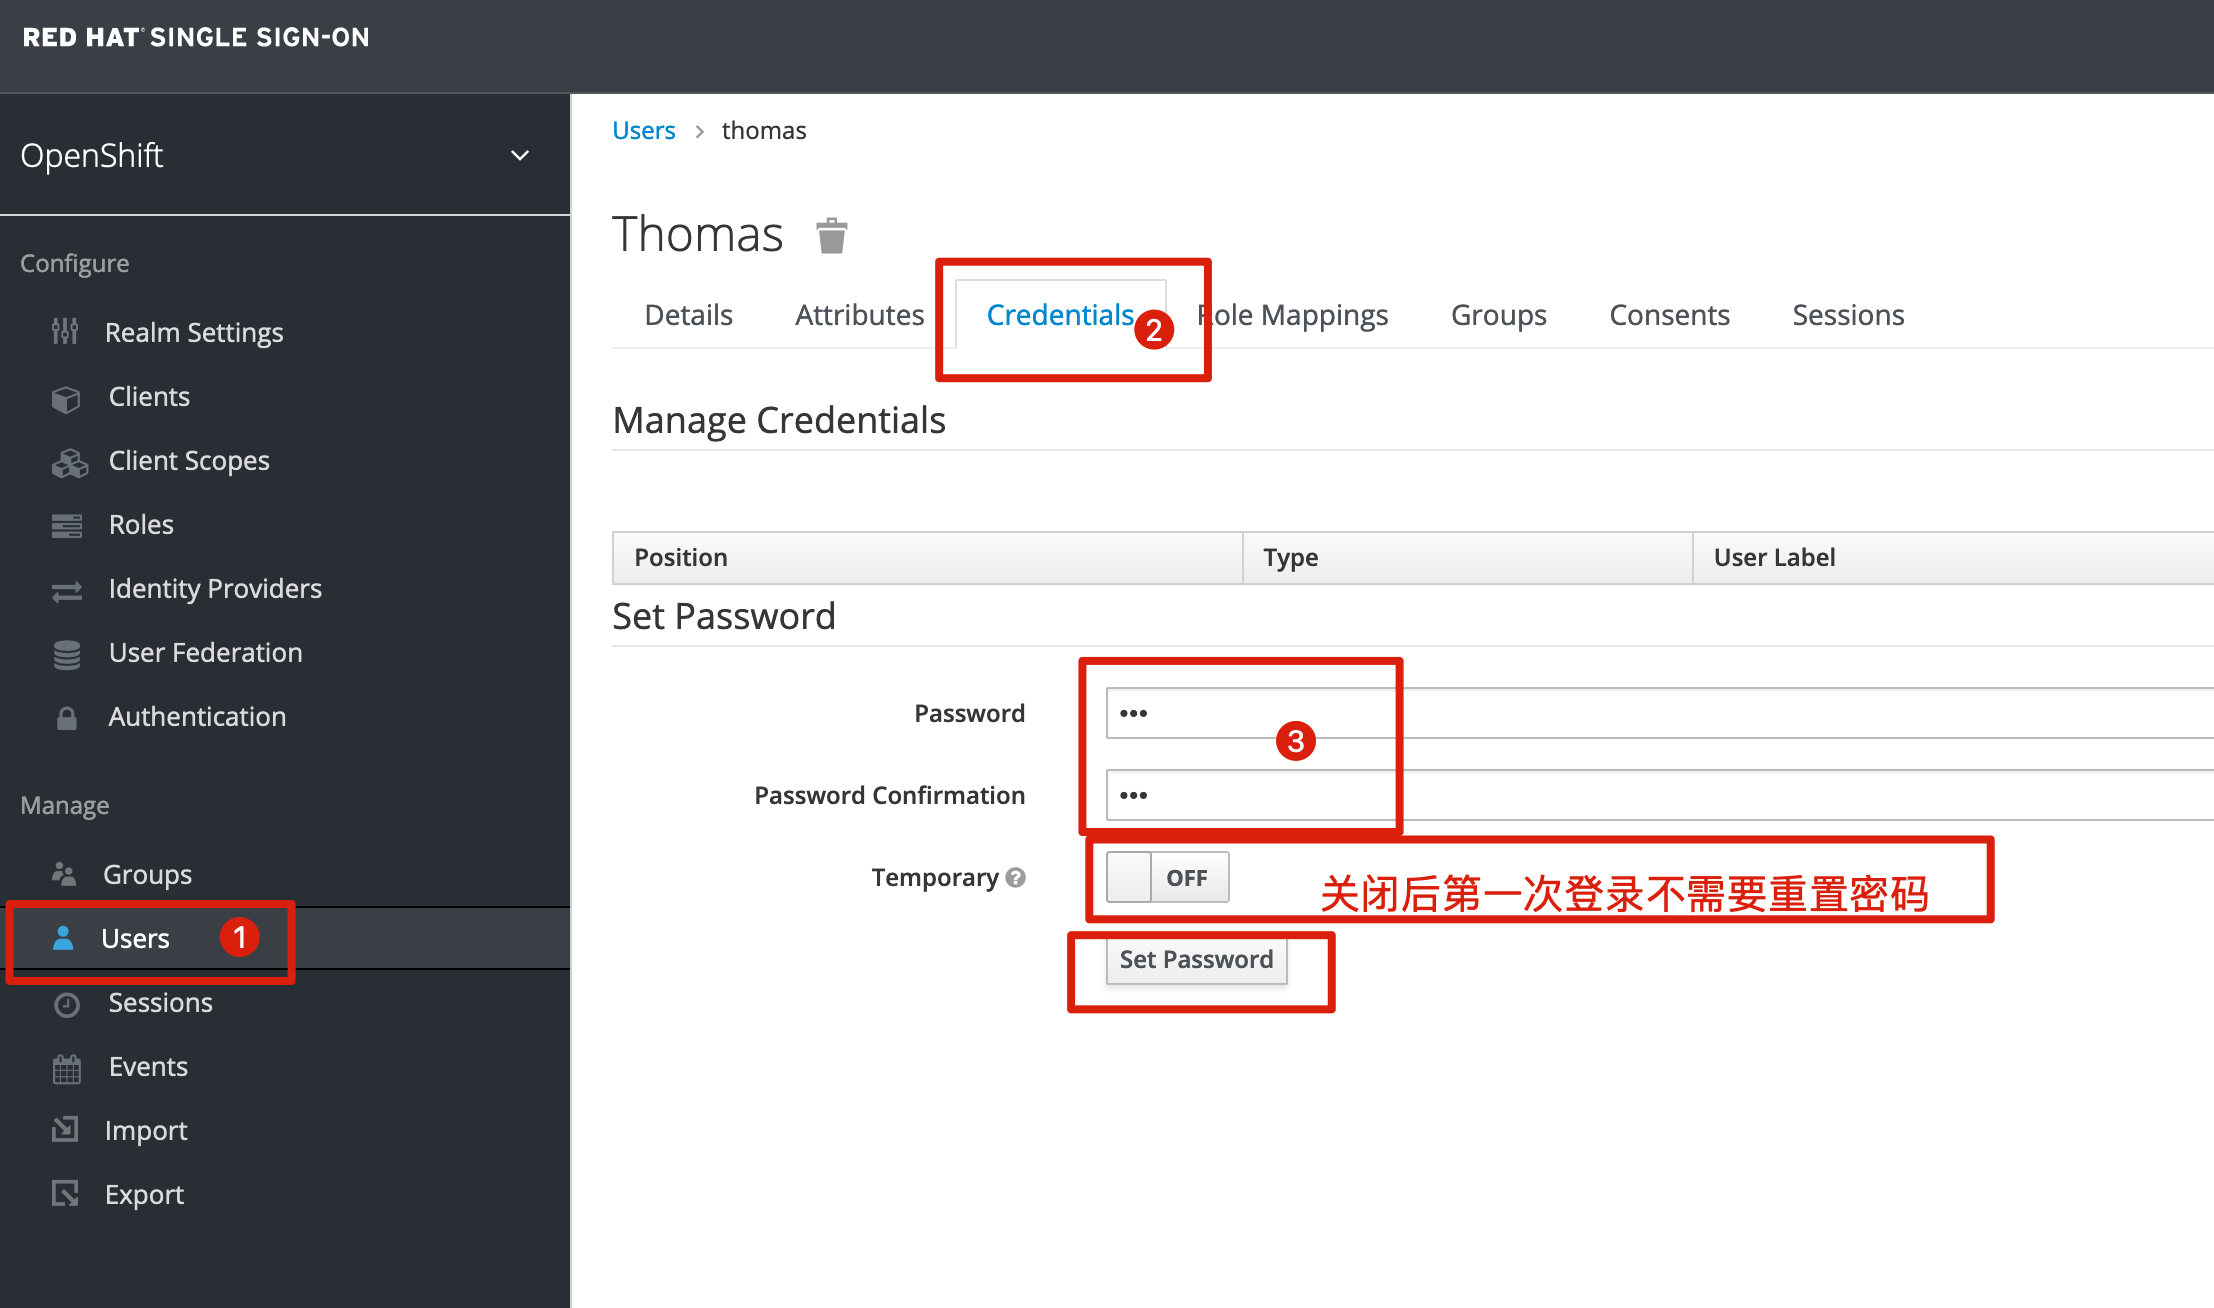 RED HAT SINGLE SIGN-ON
OpenShift
Configure
Realm Settings
Clients
Client Scopes
Roles
Identity Providers
User Federation
Authentication
Manage
Groups
Users 1
Sessions
Events
Import
Export
Users > thomas
Thomas
Details Attributes Credentials 2 Role Mappings Groups Consents Sessions
Manage Credentials
Position Type User Label
Set Password
Password •••
3
Password Confirmation •••
Temporary ? OFF 关闭后第一次登录不需要重置密码
Set Password